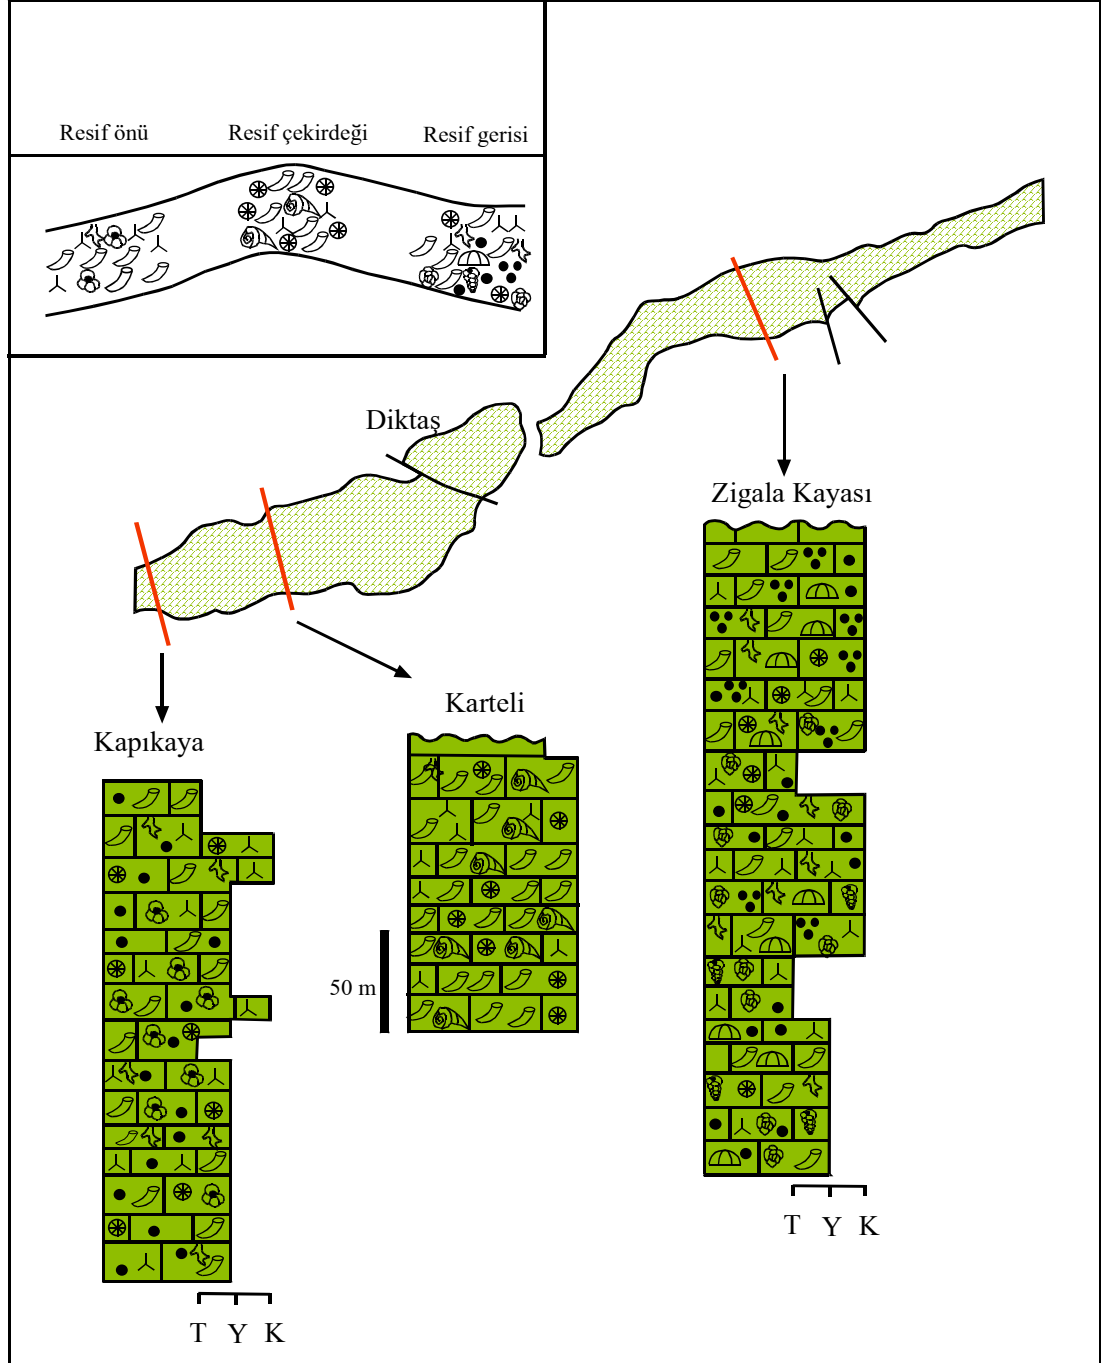 Resif önü
Resif çekirdeği
Resif gerisi
Diktaş
Zigala Kayası
Karteli
Kapıkaya
50 m
T Y K
T Y K